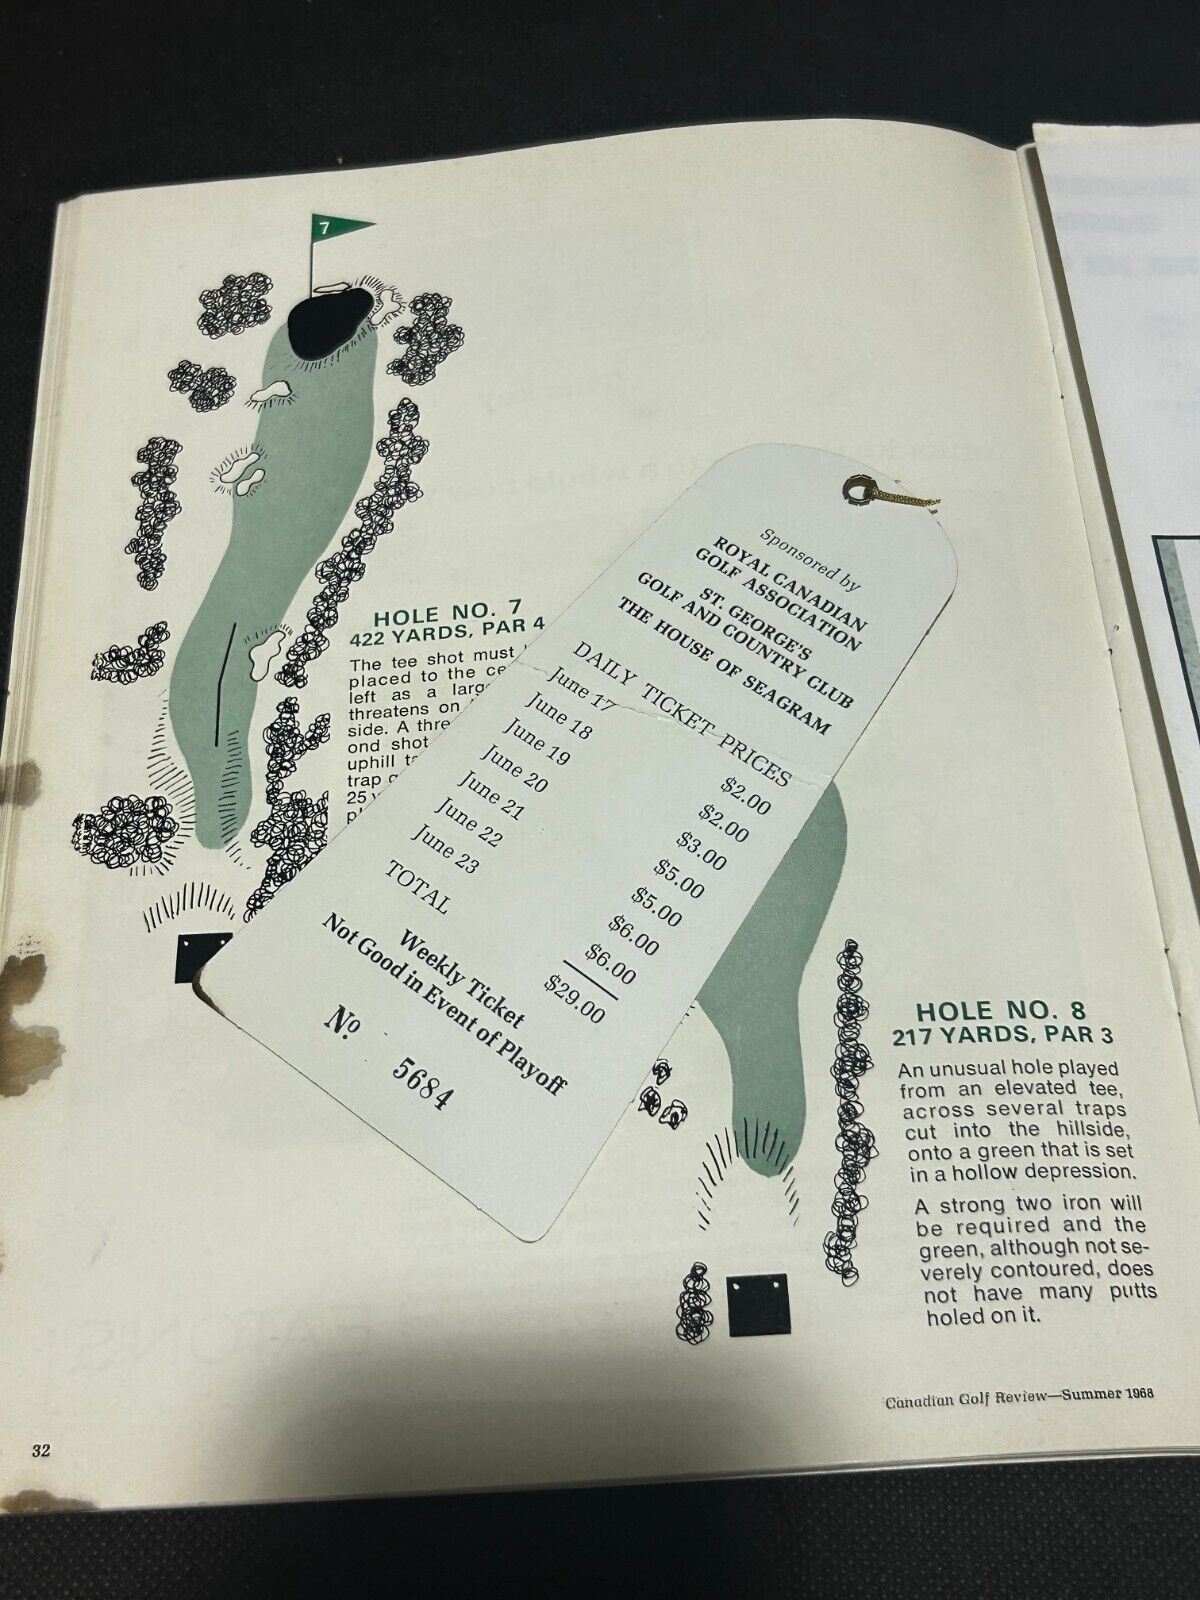 7
HOLE NO. 7
422 YARDS, PAR 4
The tee shot must
placed to the
left as a
threatens on
side. A
ond shot
uphill
trap
25
Sponsored by
ROYAL CANADIAN
GOLF ASSOCIATION
ST. GEORGE'S
GOLF AND COUNTRY CLUB
THE HOUSE OF SEAGRAM
DAILY TICKET PRICES
June 17 $2.00
June 18 $2.00
June 19 $3.00
June 20 $5.00
June 21 $5.00
June 22 $6.00
June 23 $6.00
TOTAL $29.00
Weekly Ticket
Not Good in Event of Playoff
No. 5684
HOLE NO. 8
217 YARDS, PAR 3
An unusual hole played
from an elevated tee,
across several traps
cut into the hillside,
onto a green that is set
in a hollow depression.
A strong two iron will
be required and the
green, although not se-
verely contoured, does
not have many putts
holed on it.
Canadian Golf Review—Summer 1968
32